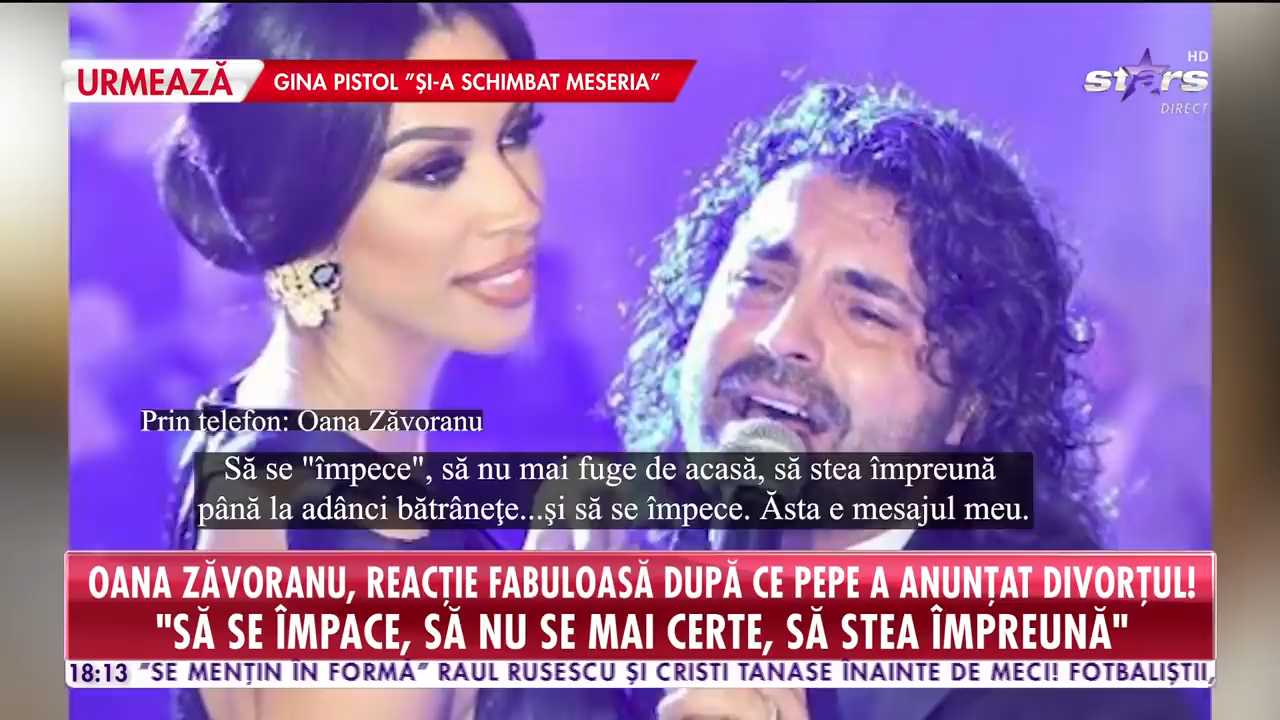 URMEAZĂ
GINA PISTOL ”ȘI-A SCHIMBAT MESERIA”
HD
stars
DIRECT
Prin telefon: Oana Zăvoranu
Să se "împece", să nu mai fuge de acasă, să stea împreună
până la adânci bătrâneţe...şi să se împece. Ăsta e mesajul meu.
OANA ZĂVORANU, REACȚIE FABULOASĂ DUPĂ CE PEPE A ANUNȚAT DIVORȚUL!
"SĂ SE ÎMPACE, SĂ NU SE MAI CERTE, SĂ STEA ÎMPREUNĂ"
18:13 ”SE MENȚIN ÎN FORMĂ” RAUL RUSESCU ȘI CRISTI TANASE ÎNAINTE DE MECI! FOTBALIȘTII,